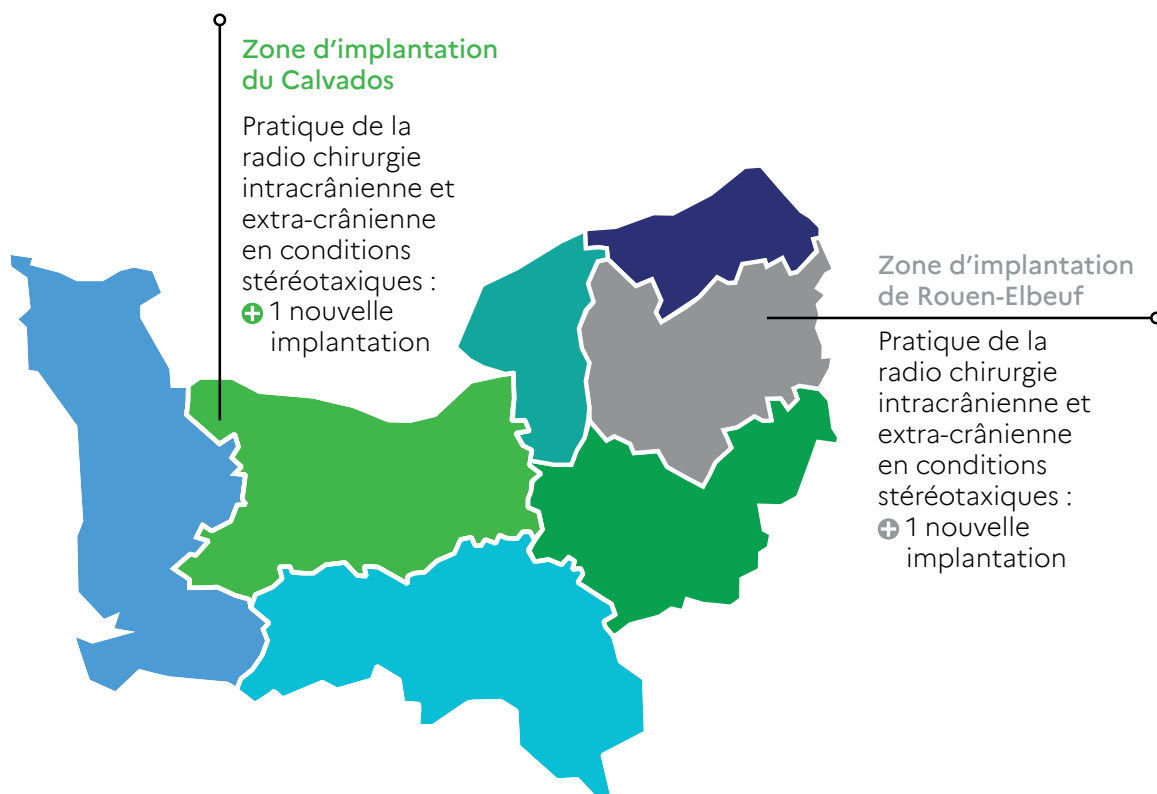 Zone d'implantation
du Calvados
Pratique de la
radio chirurgie
intracrânienne et
extra-crânienne
en conditions
stéréotaxiques :
+ 1 nouvelle
implantation
Zone d'implantation
de Rouen-Elbeuf
Pratique de la
radio chirurgie
intracrânienne et
extra-crânienne
en conditions
stéréotaxiques :
+ 1 nouvelle
implantation